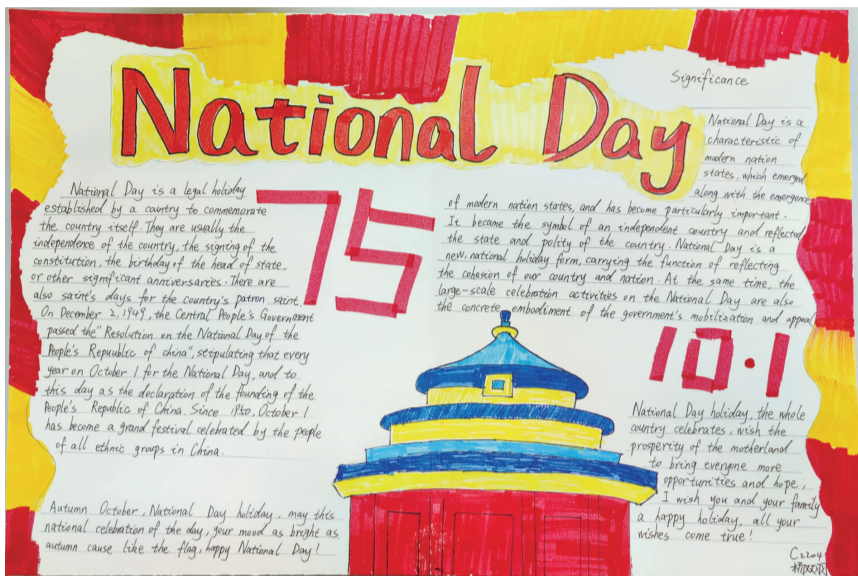 National Day
Significance
National Day is a legal holiday
established by a country to commemorate
the country itself. They are usually the
independence of the country, the signing of the
constitution, the birthday of the head of state,
or other significant anniversaries. There are
also saint's days for the country's patron saint.
On December 2, 1949, the Central People's Government
passed the "Resolution on the National Day of the
People's Repuublic of china", stipulating that every
year on October 1 for the National Day, and to
this day as the declaration of the founding of the
People's Republic of China. Since 1950, October 1
has become a grand festival celebrated by the people
of all ethnic groups in China.
Autumn October, National Day holiday, may this
national celebration of the day, your mood as bright as
autumn cause like the flag, happy National Day!
75
National Day is a
characteristic of
modern nation
states, which emerged
along with the emergence
of modern nation states, and has become particularly important.
It became the symbol of an independent country and reflected
the state and polity of the country. National Day is a
new, national holiday form, carrying the function of reflecting
the cohesion of our country and nation. At the same time, the
large-scale celebration activities on the National Day are also
the concrete embodiment of the government's mobilization and appeal
10·1
National Day holiday, the whole
country celebrates, wish the
prosperity of the motherland
to bring everyone more
opportunities and hope,
I wish you and your family
a happy holiday, all your
wishes come true!
C2204